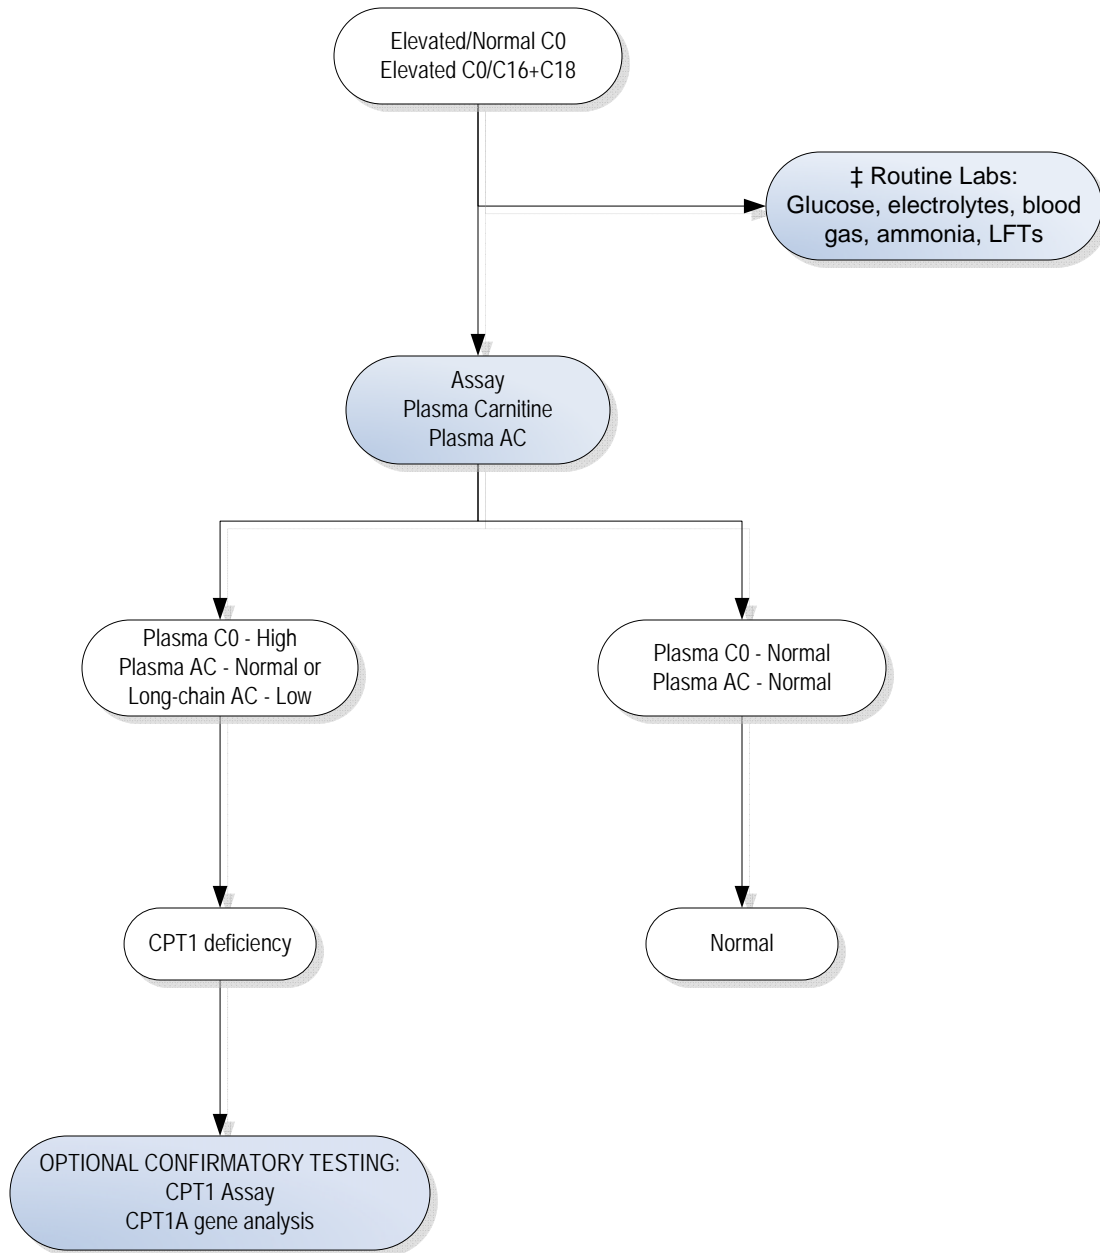 Elevated/Normal C0
Elevated C0/C16+C18
‡ Routine Labs:
Glucose, electrolytes, blood
gas, ammonia, LFTs
Assay
Plasma Carnitine
Plasma AC
Plasma C0 - High
Plasma AC - Normal or
Long-chain AC - Low
Plasma C0 - Normal
Plasma AC - Normal
CPT1 deficiency
Normal
OPTIONAL CONFIRMATORY TESTING:
CPT1 Assay
CPT1A gene analysis